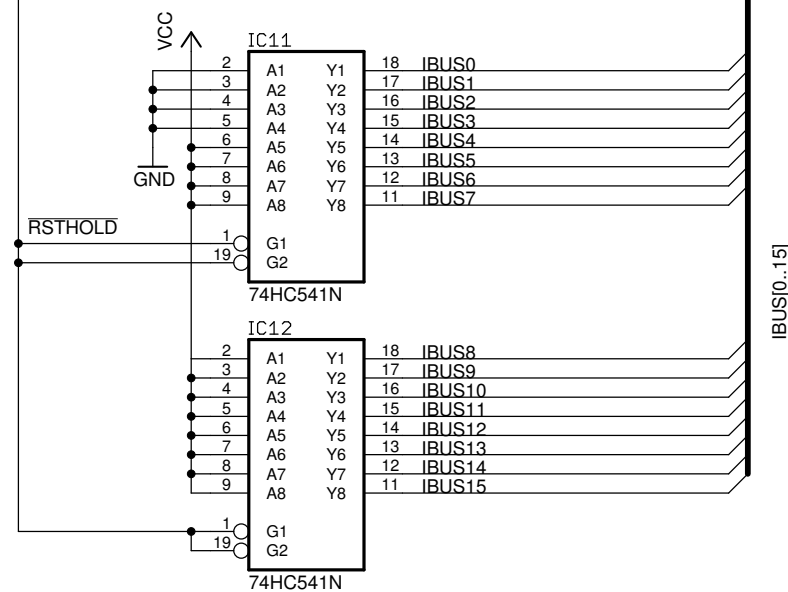 VCC
IC11
2 A1 Y1 18 IBUS0
3 A2 Y2 17 IBUS1
4 A3 Y3 16 IBUS2
5 A4 Y4 15 IBUS3
6 A5 Y5 14 IBUS4
7 A6 Y6 13 IBUS5
8 A7 Y7 12 IBUS6
9 A8 Y8 11 IBUS7
GND
RSTHOLD
1 G1
19 G2
74HC541N
IBUS[0..15]
IC12
2 A1 Y1 18 IBUS8
3 A2 Y2 17 IBUS9
4 A3 Y3 16 IBUS10
5 A4 Y4 15 IBUS11
6 A5 Y5 14 IBUS12
7 A6 Y6 13 IBUS13
8 A7 Y7 12 IBUS14
9 A8 Y8 11 IBUS15
1 G1
19 G2
74HC541N